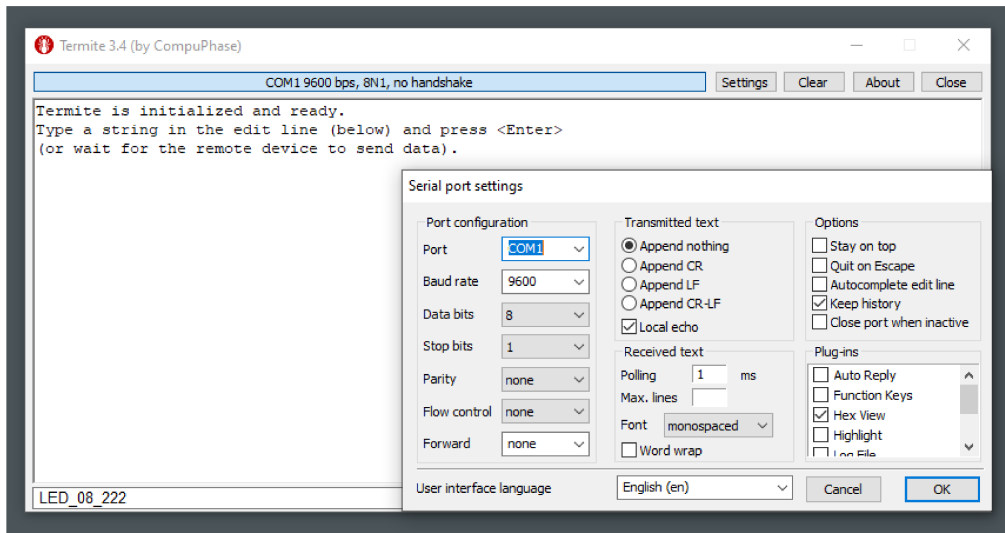 Termite 3.4 (by CompuPhase)
COM1 9600 bps, 8N1, no handshake
Settings
Clear
About
Close
Termite is initialized and ready.
Type a string in the edit line (below) and press <Enter>
(or wait for the remote device to send data).
LED_08_222
Serial port settings
Port configuration
Port COM1
Baud rate 9600
Data bits 8
Stop bits 1
Parity none
Flow control none
Forward none
Transmitted text
Append nothing
Append CR
Append LF
Append CR-LF
Local echo
Received text
Polling 1 ms
Max. lines
Font monospaced
Word wrap
Options
Stay on top
Quit on Escape
Autocomplete edit line
Keep history
Close port when inactive
Plug-ins
Auto Reply
Function Keys
Hex View
Highlight
Log File
User interface language English (en)
Cancel
OK